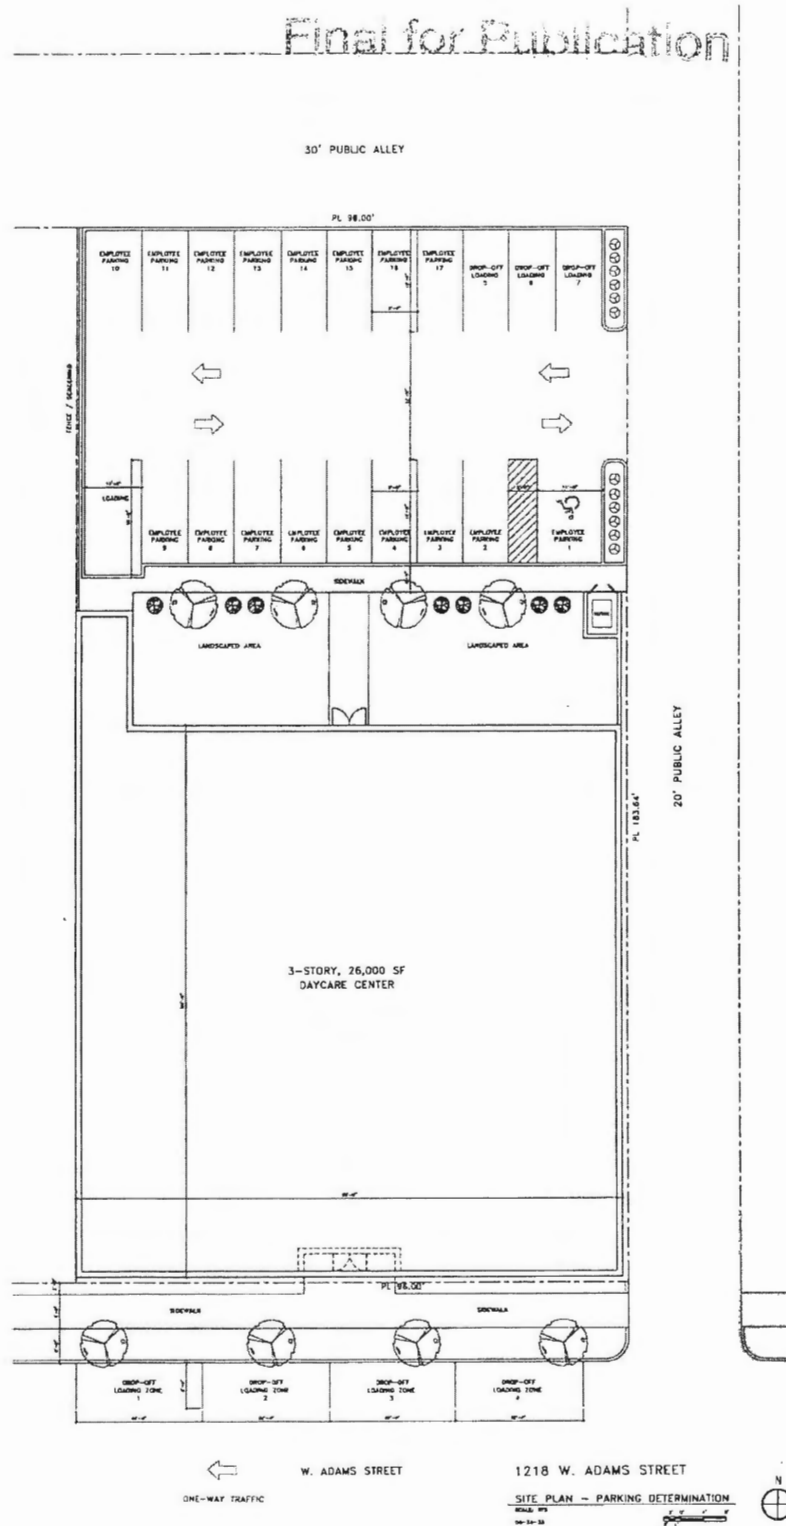 Final for Publication
30' PUBLIC ALLEY
PL 98.00'
EMPLOYEE PARKING 10
EMPLOYEE PARKING 11
EMPLOYEE PARKING 12
EMPLOYEE PARKING 13
EMPLOYEE PARKING 14
EMPLOYEE PARKING 15
EMPLOYEE PARKING 16
EMPLOYEE PARKING 17
DROP-OFF LOADING 5
DROP-OFF LOADING 6
DROP-OFF LOADING 7
FENCE / SCREENING
LOADING
EMPLOYEE PARKING 9
EMPLOYEE PARKING 8
EMPLOYEE PARKING 7
EMPLOYEE PARKING 6
EMPLOYEE PARKING 5
EMPLOYEE PARKING 4
EMPLOYEE PARKING 3
EMPLOYEE PARKING 2
EMPLOYEE PARKING 1
SIDEWALK
LANDSCAPED AREA
LANDSCAPED AREA
20' PUBLIC ALLEY
PL 183.64'
3-STORY, 26,000 SF
DAYCARE CENTER
PL 98.00'
SIDEWALK
SIDEWALK
DROP-OFF
LOADING ZONE
1
DROP-OFF
LOADING ZONE
2
DROP-OFF
LOADING ZONE
3
DROP-OFF
LOADING ZONE
4
W. ADAMS STREET
ONE-WAY TRAFFIC
1218 W. ADAMS STREET
SITE PLAN - PARKING DETERMINATION
N